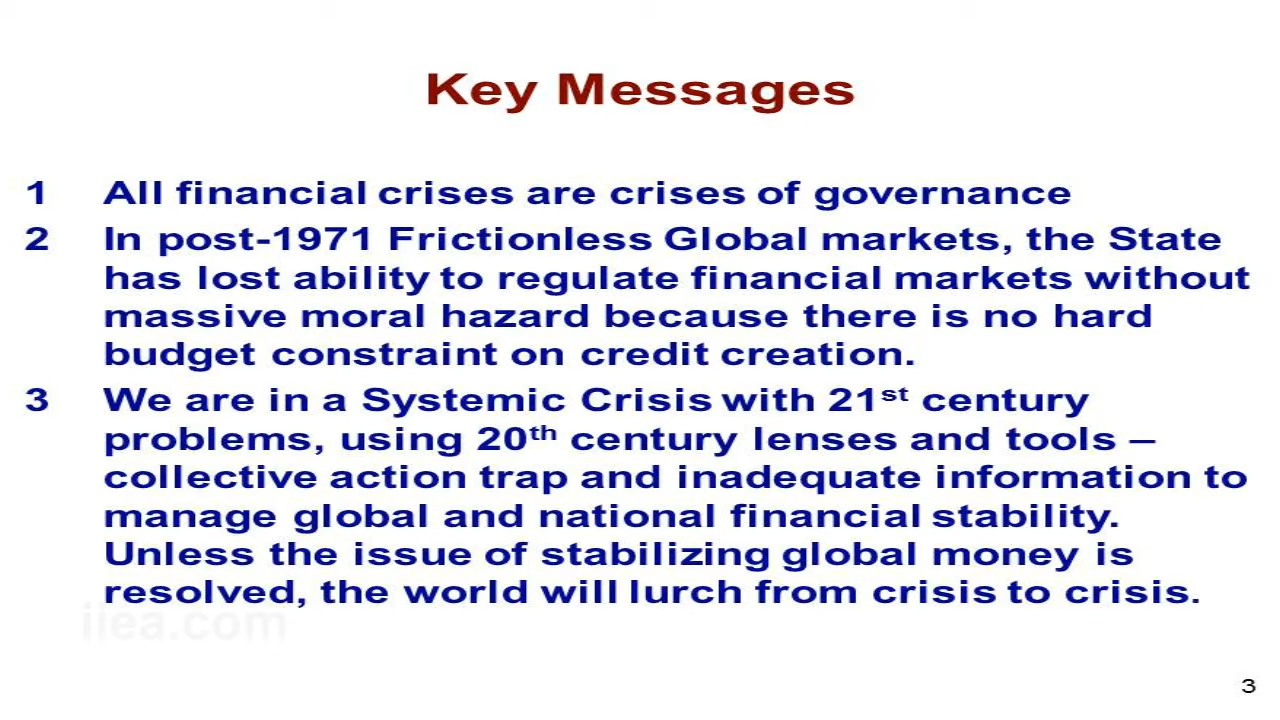 Key Messages
1 All financial crises are crises of governance
2 In post-1971 Frictionless Global markets, the State
has lost ability to regulate financial markets without
massive moral hazard because there is no hard
budget constraint on credit creation.
3 We are in a Systemic Crisis with 21st century
problems, using 20th century lenses and tools –
collective action trap and inadequate information to
manage global and national financial stability.
Unless the issue of stabilizing global money is
resolved, the world will lurch from crisis to crisis.
iiea.com
3